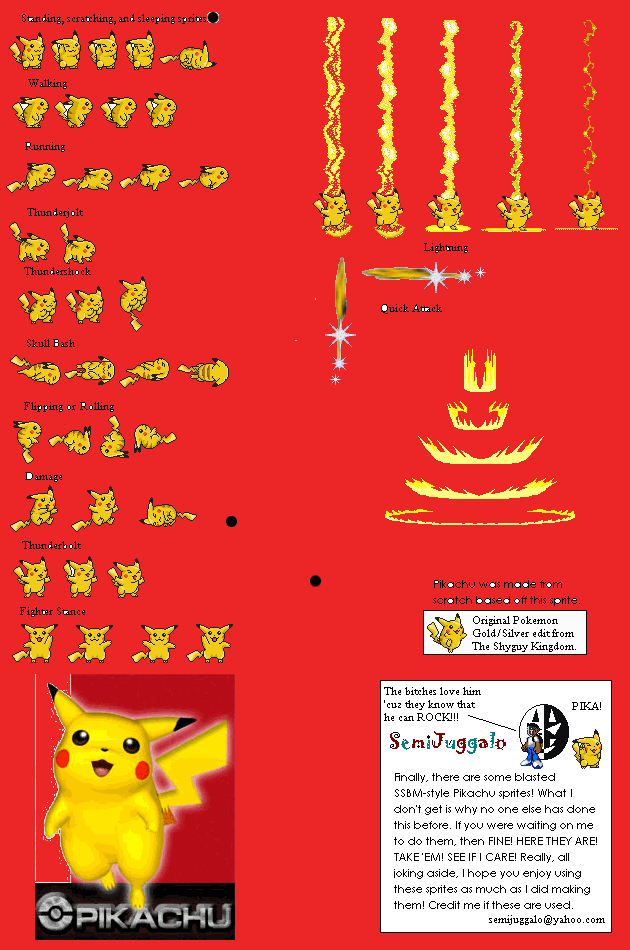 Standing, scratching, and sleeping sprites
Walking
Running
Thunderjolt
Thundershock
Skull Bash
Flipping or Rolling
Damage
Thunderbolt
Fighter Stance
PIKACHU
Lightning
Quick Attack
Pikachu was made from
scratch based off this sprite.
Original Pokemon
Gold/Silver edit from
The Shyguy Kingdom.
The bitches love him
'cuz they know that
he can ROCK!!!
PIKA!
SemiJuggalo
Finally, there are some blasted
SSBM-style Pikachu sprites! What I
don't get is why no one else has done
this before. If you were waiting on me
to do them, then FINE! HERE THEY ARE!
TAKE 'EM! SEE IF I CARE! Really, all
joking aside, I hope you enjoy using
these sprites as much as I did making
them! Credit me if these are used.
semijuggalo@yahoo.com